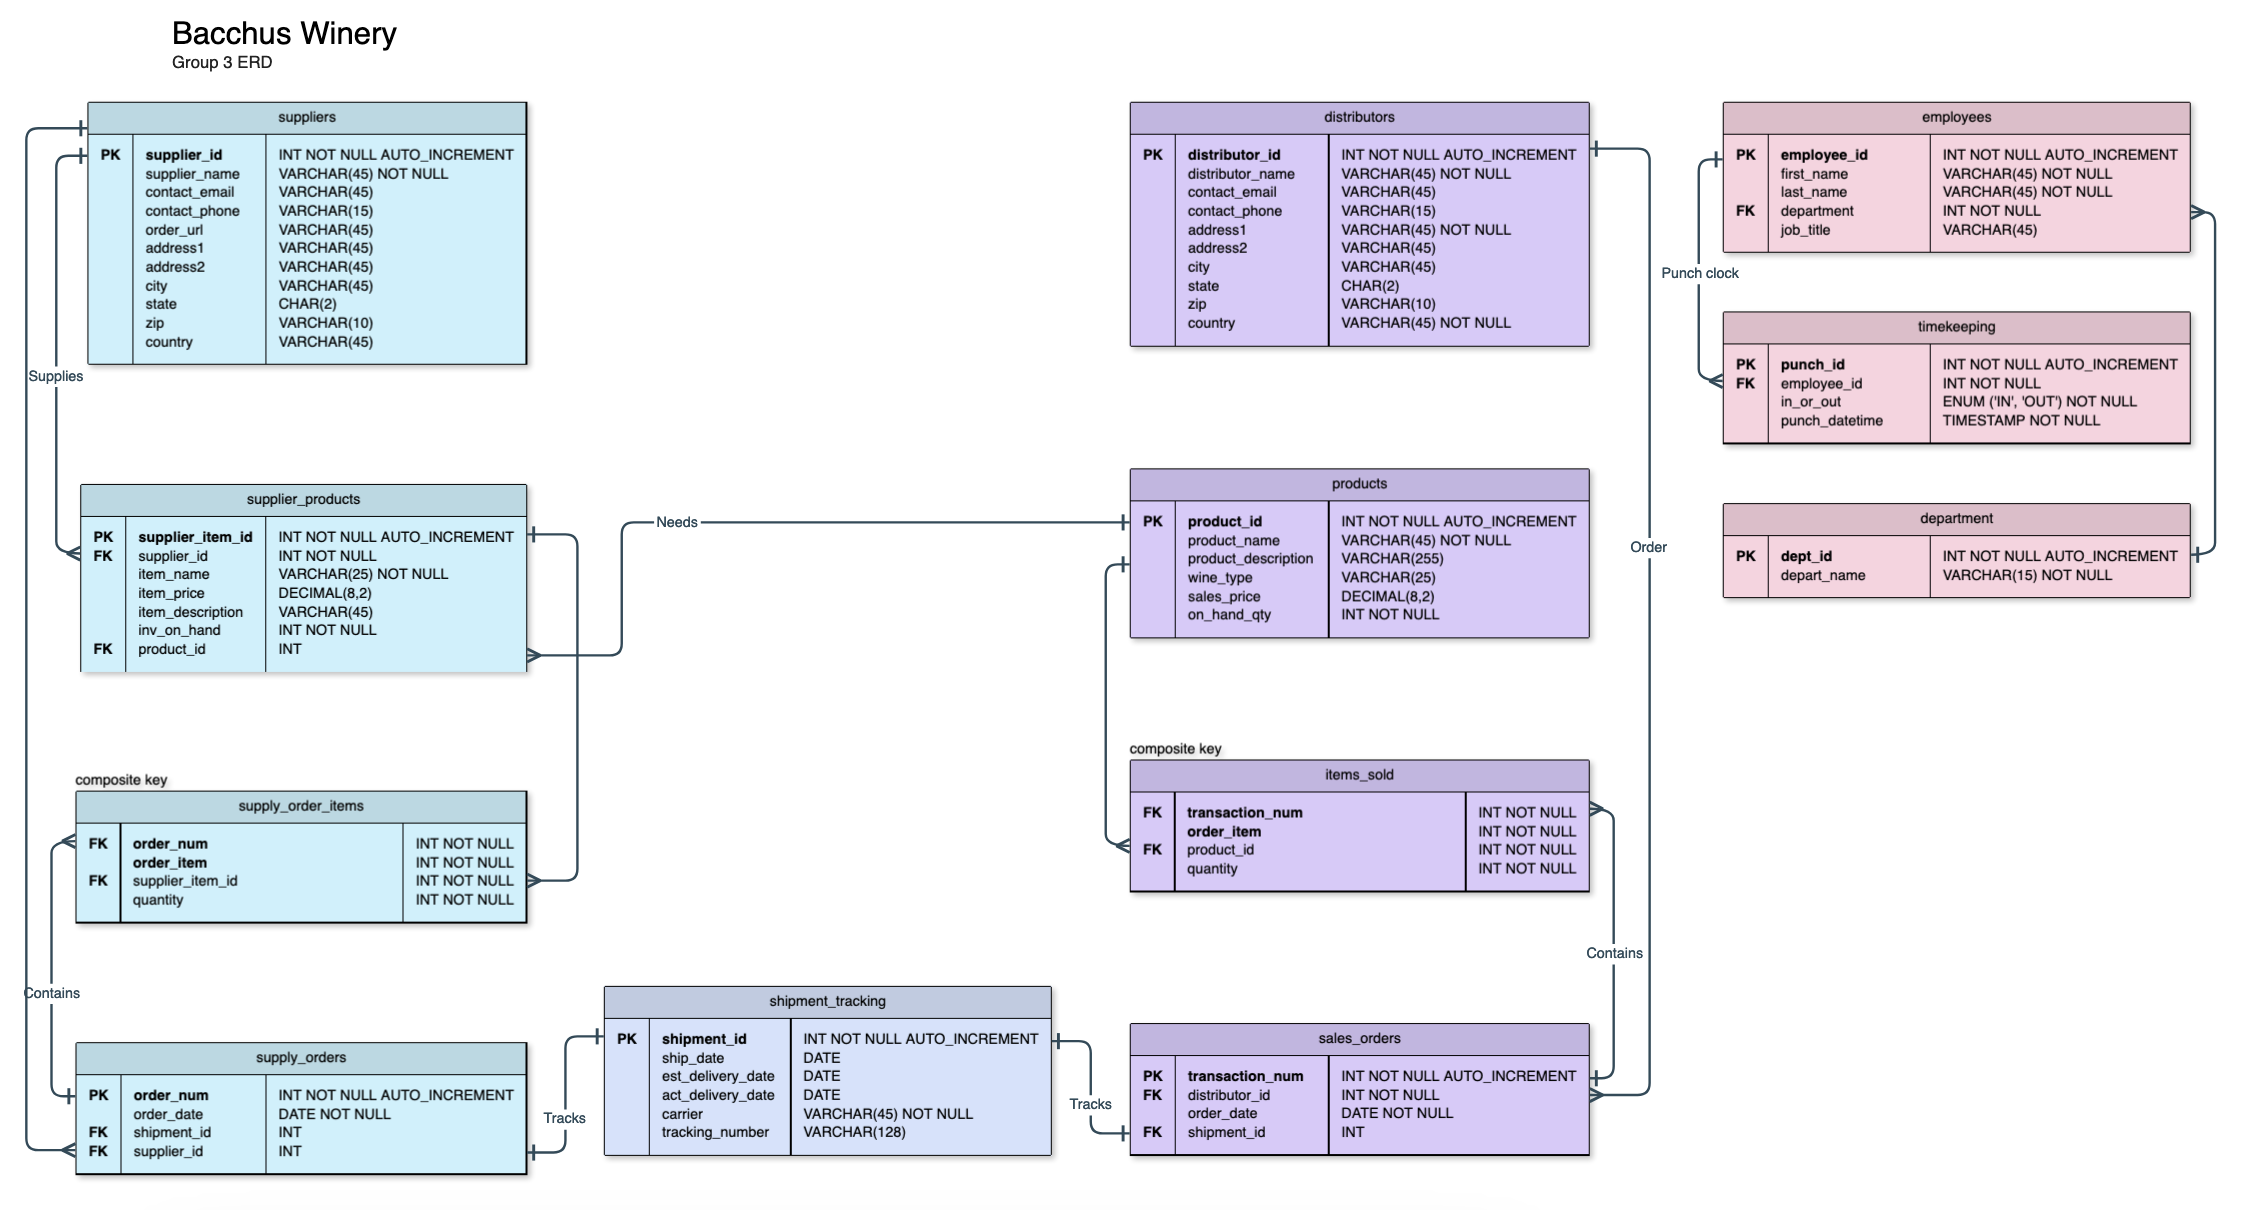 Bacchus Winery
Group 3 ERD
suppliers
PK supplier_id INT NOT NULL AUTO_INCREMENT
supplier_name VARCHAR(45) NOT NULL
contact_email VARCHAR(45)
contact_phone VARCHAR(15)
order_url VARCHAR(45)
address1 VARCHAR(45)
address2 VARCHAR(45)
city VARCHAR(45)
state CHAR(2)
zip VARCHAR(10)
country VARCHAR(45)
Supplies
supplier_products
PK supplier_item_id INT NOT NULL AUTO_INCREMENT
FK supplier_id INT NOT NULL
item_name VARCHAR(25) NOT NULL
item_price DECIMAL(8,2)
item_description VARCHAR(45)
inv_on_hand INT NOT NULL
FK product_id INT
Needs
composite key
supply_order_items
FK order_num INT NOT NULL
order_item INT NOT NULL
FK supplier_item_id INT NOT NULL
quantity INT NOT NULL
Contains
supply_orders
PK order_num INT NOT NULL AUTO_INCREMENT
order_date DATE NOT NULL
FK shipment_id INT
FK supplier_id INT
Tracks
shipment_tracking
PK shipment_id INT NOT NULL AUTO_INCREMENT
ship_date DATE
est_delivery_date DATE
act_delivery_date DATE
carrier VARCHAR(45) NOT NULL
tracking_number VARCHAR(128)
Tracks
distributors
PK distributor_id INT NOT NULL AUTO_INCREMENT
distributor_name VARCHAR(45) NOT NULL
contact_email VARCHAR(45)
contact_phone VARCHAR(15)
address1 VARCHAR(45) NOT NULL
address2 VARCHAR(45)
city VARCHAR(45)
state CHAR(2)
zip VARCHAR(10)
country VARCHAR(45) NOT NULL
Order
products
PK product_id INT NOT NULL AUTO_INCREMENT
product_name VARCHAR(45) NOT NULL
product_description VARCHAR(255)
wine_type VARCHAR(25)
sales_price DECIMAL(8,2)
on_hand_qty INT NOT NULL
composite key
items_sold
FK transaction_num INT NOT NULL
order_item INT NOT NULL
FK product_id INT NOT NULL
quantity INT NOT NULL
Contains
sales_orders
PK transaction_num INT NOT NULL AUTO_INCREMENT
FK distributor_id INT NOT NULL
order_date DATE NOT NULL
FK shipment_id INT
employees
PK employee_id INT NOT NULL AUTO_INCREMENT
first_name VARCHAR(45) NOT NULL
last_name VARCHAR(45) NOT NULL
FK department INT NOT NULL
job_title VARCHAR(45)
Punch clock
timekeeping
PK punch_id INT NOT NULL AUTO_INCREMENT
FK employee_id INT NOT NULL
in_or_out ENUM ('IN', 'OUT') NOT NULL
punch_datetime TIMESTAMP NOT NULL
department
PK dept_id INT NOT NULL AUTO_INCREMENT
depart_name VARCHAR(15) NOT NULL